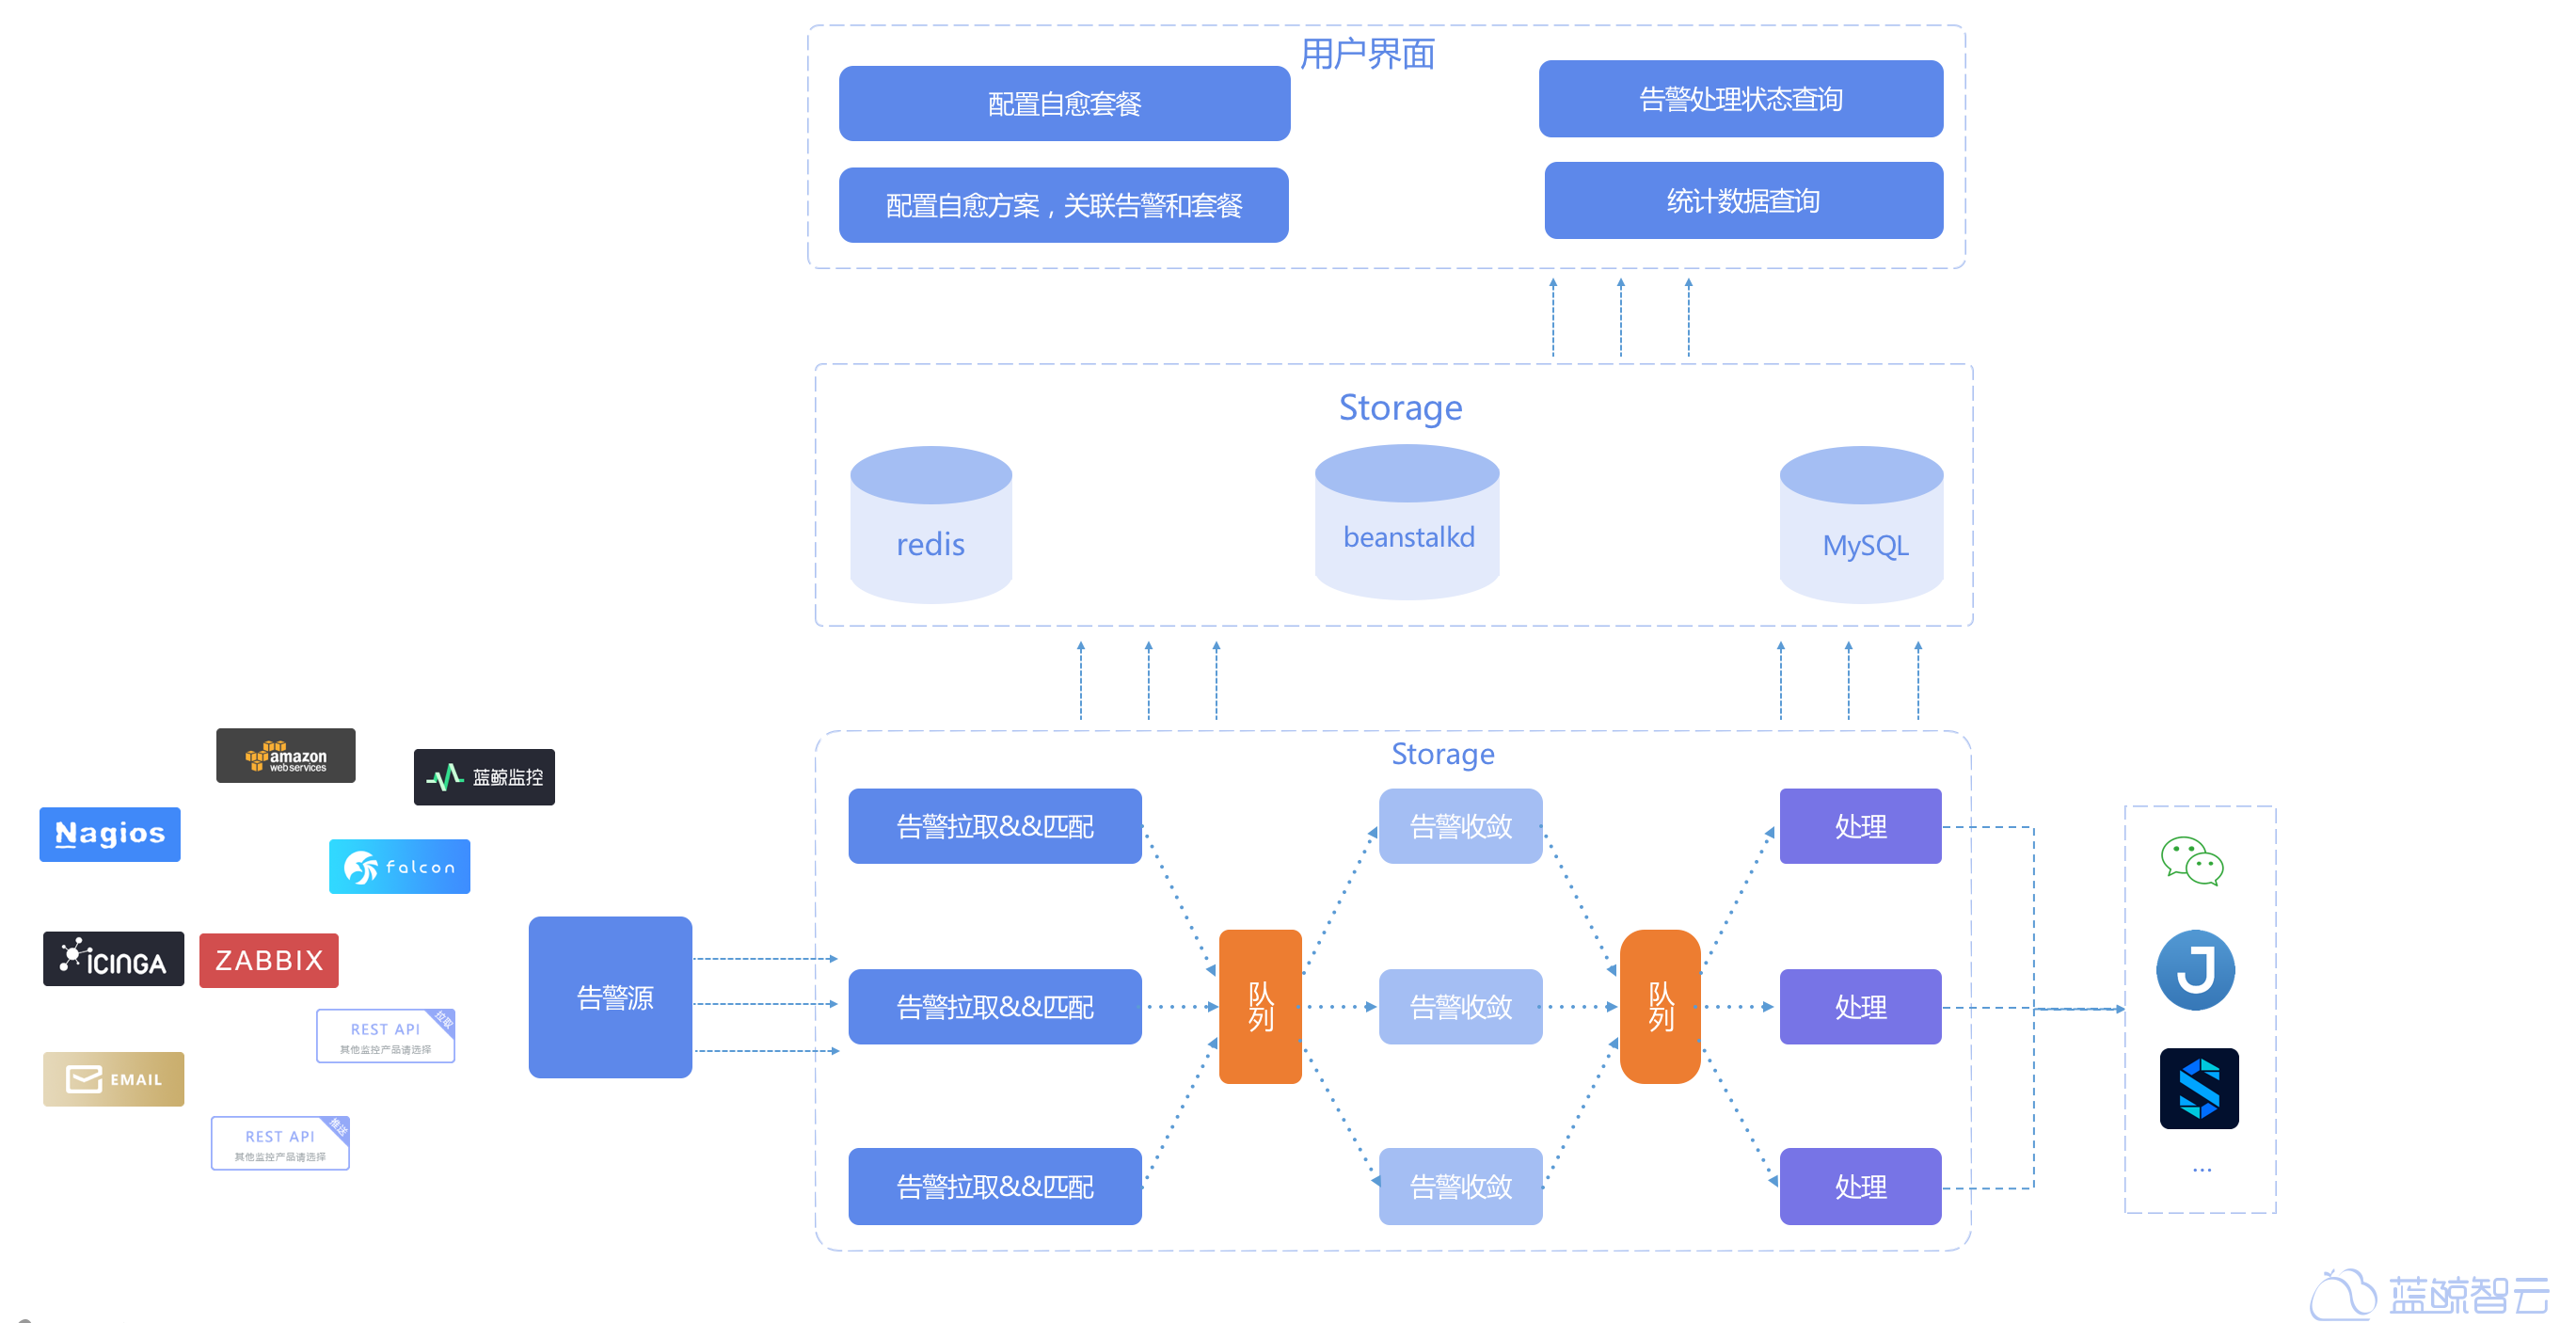 用户界面
配置自愈套餐
告警处理状态查询
配置自愈方案，关联告警和套餐
统计数据查询
Storage
redis
beanstalkd
MySQL
amazon
webservices
蓝鲸监控
Nagios
falcon
iCINGA
ZABBIX
REST API
拉取
其他监控产品请选择
EMAIL
REST API
推送
其他监控产品请选择
告警源
Storage
告警拉取&&匹配
告警收敛
处理
告警拉取&&匹配
队列
告警收敛
队列
处理
告警拉取&&匹配
告警收敛
处理
J
S
...
蓝鲸智云